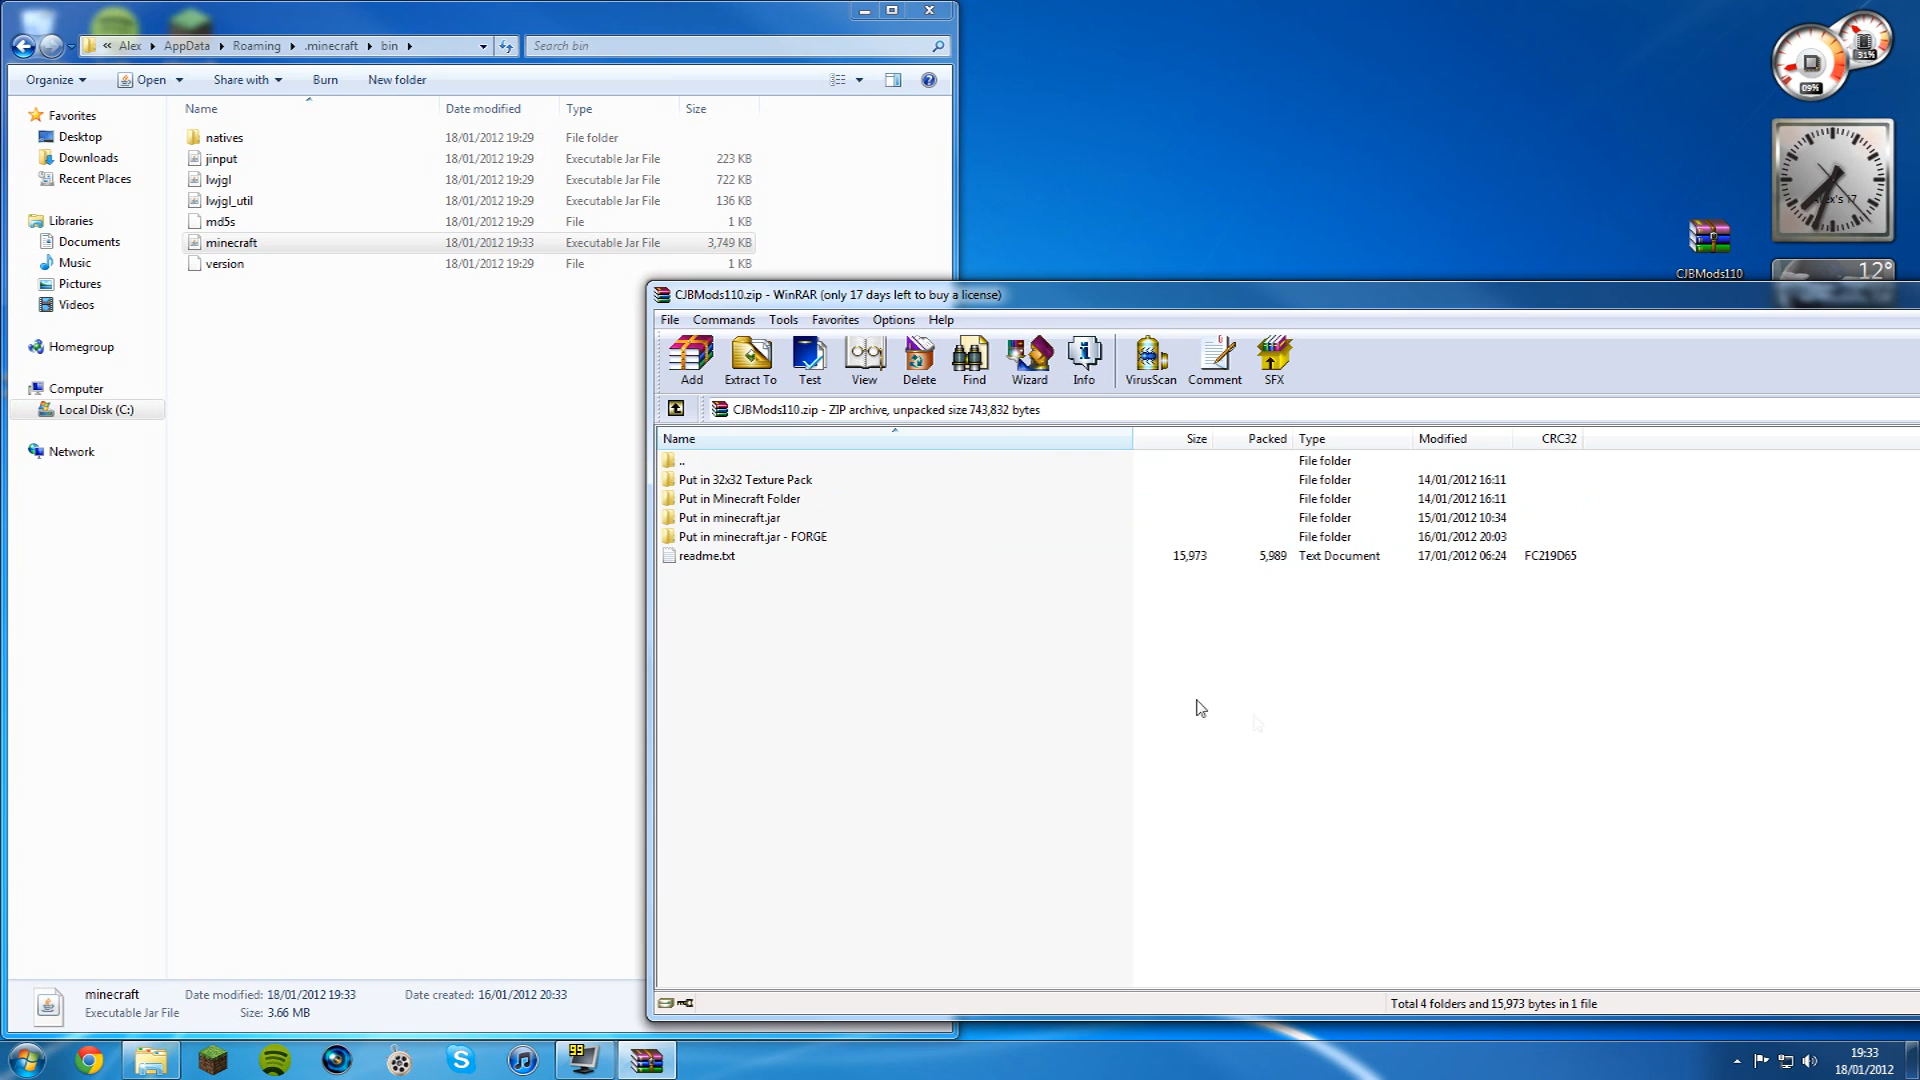 « Alex ▸ AppData ▸ Roaming ▸ .minecraft ▸ bin ▸
Search bin
Organize Open Share with Burn New folder
Name Date modified Type Size
Favorites
Desktop
Downloads
Recent Places
Libraries
Documents
Music
Pictures
Videos
Homegroup
Computer
Local Disk (C:)
Network
natives 18/01/2012 19:29 File folder
jinput 18/01/2012 19:29 Executable Jar File 223 KB
lwjgl 18/01/2012 19:29 Executable Jar File 722 KB
lwjgl_util 18/01/2012 19:29 Executable Jar File 136 KB
md5s 18/01/2012 19:29 File 1 KB
minecraft 18/01/2012 19:33 Executable Jar File 3,749 KB
version 18/01/2012 19:29 File 1 KB
minecraft Date modified: 18/01/2012 19:33 Date created: 16/01/2012 20:33
Executable Jar File Size: 3.66 MB
31%
09%
Alex's 17
CJBMods110
12°
CJBMods110.zip - WinRAR (only 17 days left to buy a license)
File Commands Tools Favorites Options Help
Add Extract To Test View Delete Find Wizard Info VirusScan Comment SFX
CJBMods110.zip - ZIP archive, unpacked size 743,832 bytes
Name Size Packed Type Modified CRC32
.. File folder
Put in 32x32 Texture Pack File folder 14/01/2012 16:11
Put in Minecraft Folder File folder 14/01/2012 16:11
Put in minecraft.jar File folder 15/01/2012 10:34
Put in minecraft.jar - FORGE File folder 16/01/2012 20:03
readme.txt 15,973 5,989 Text Document 17/01/2012 06:24 FC219D65
Total 4 folders and 15,973 bytes in 1 file
99
19:33
18/01/2012